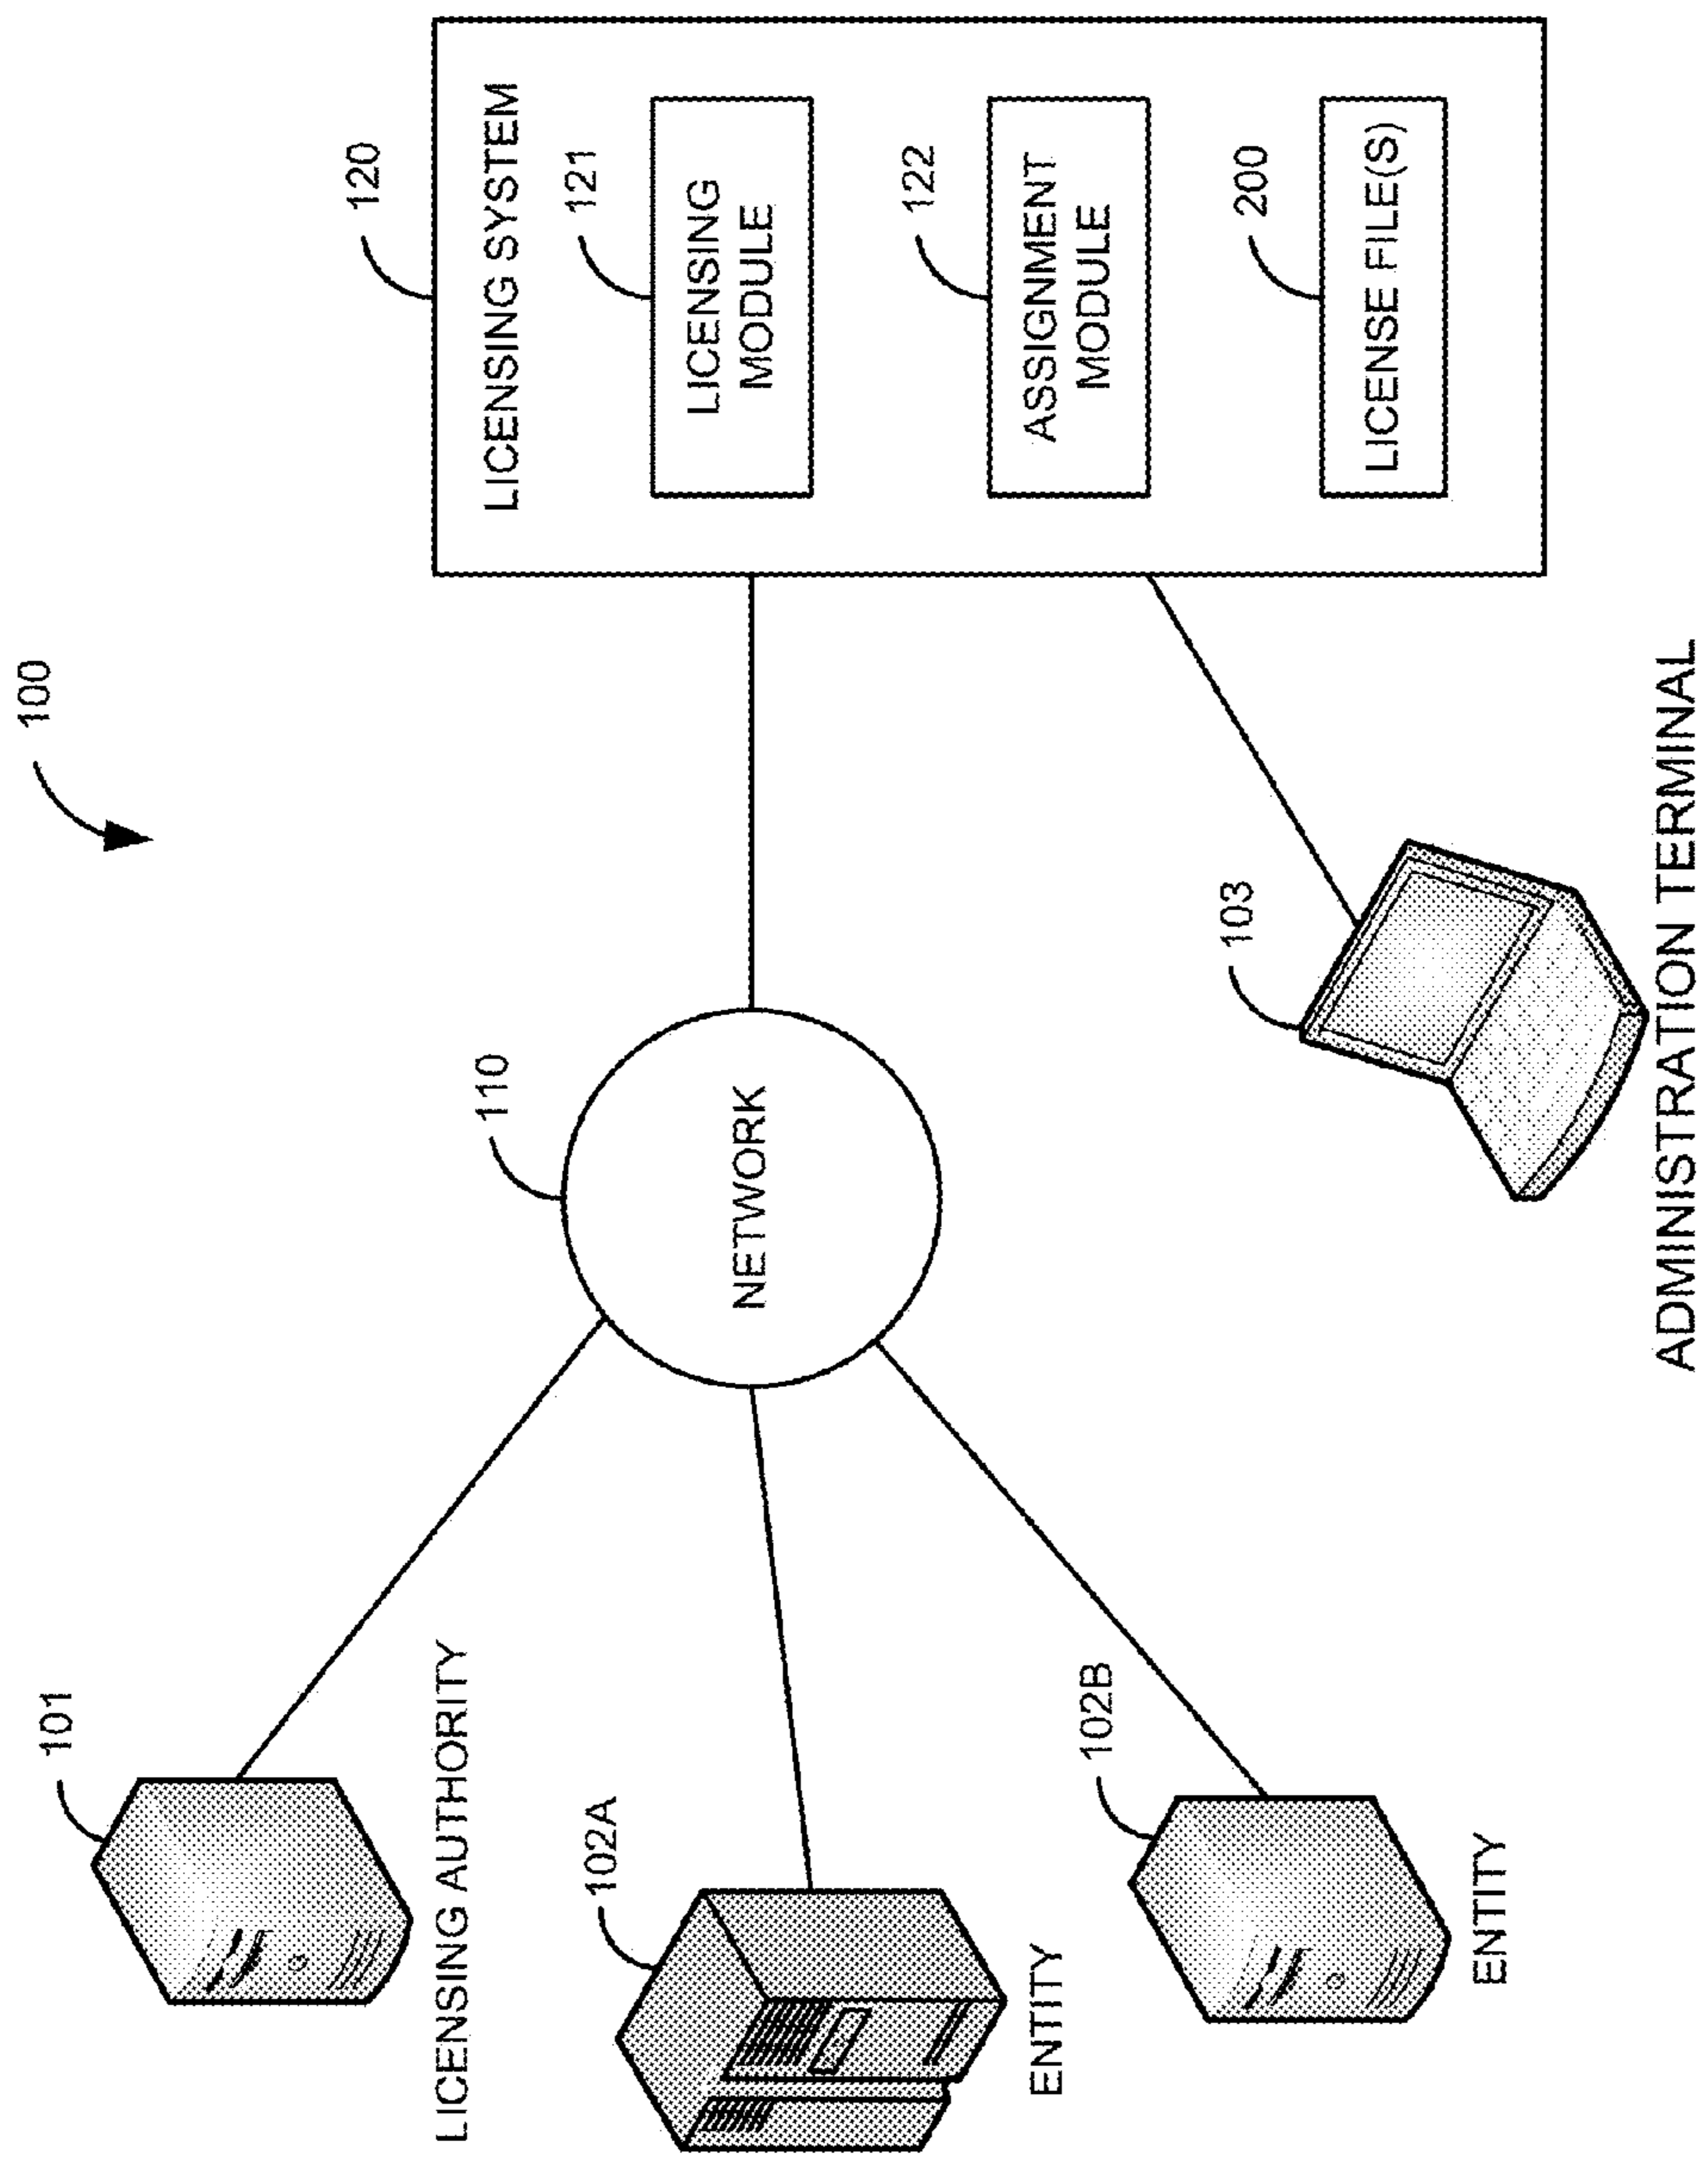 100
101
LICENSING AUTHORITY
102A
ENTITY
102B
ENTITY
110
NETWORK
103
ADMINISTRATION TERMINAL
120
LICENSING SYSTEM
121
LICENSING
MODULE
122
ASSIGNMENT
MODULE
200
LICENSE FILE(S)